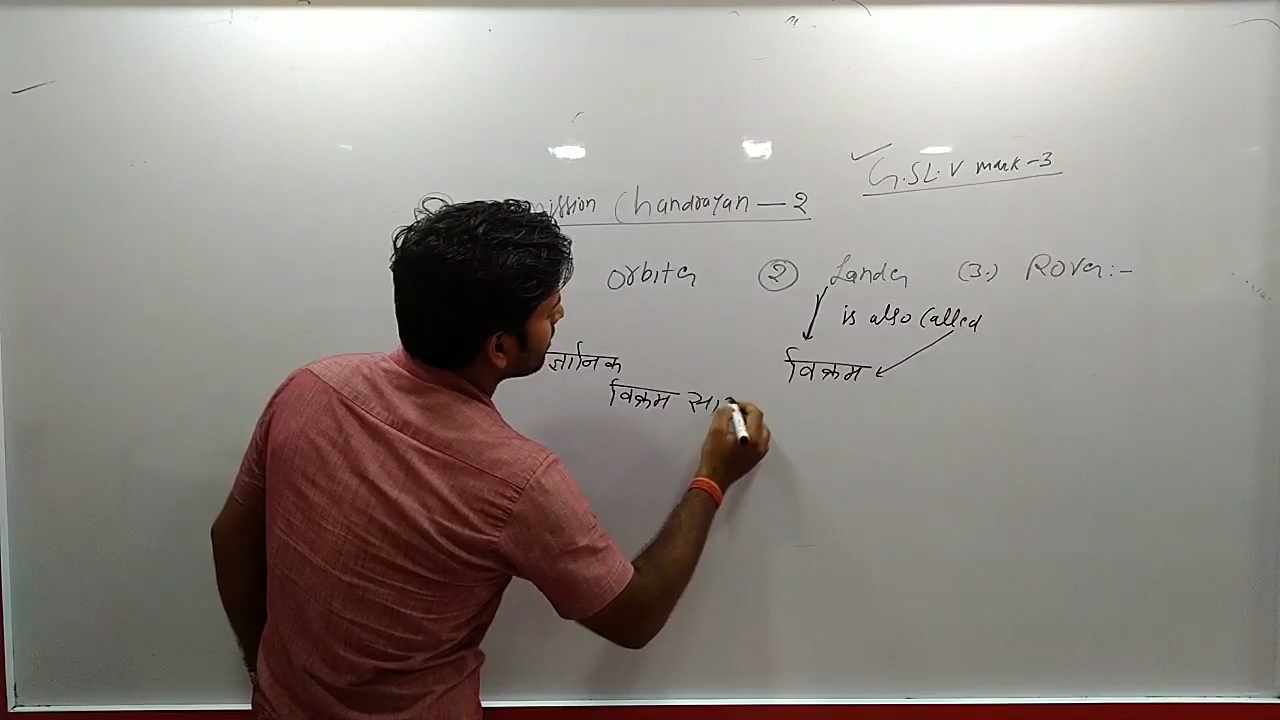 G.SL.V mark-3
mission Chandrayan — 2
Orbiter ② Lander (3.) Rover:-
is also called
विक्रम
ज्ञानिक
विक्रम सा